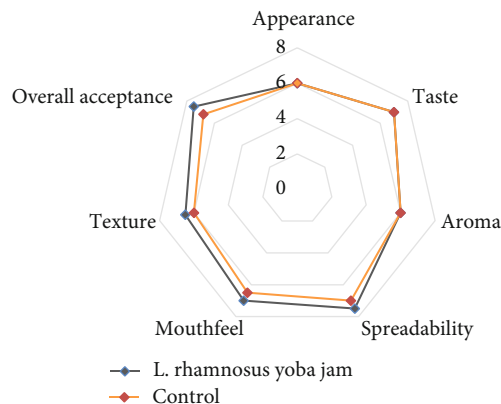 Appearance
8
6
4
2
0
Overall acceptance
Taste
Texture
Aroma
Mouthfeel
Spreadability
L. rhamnosus yoba jam
Control